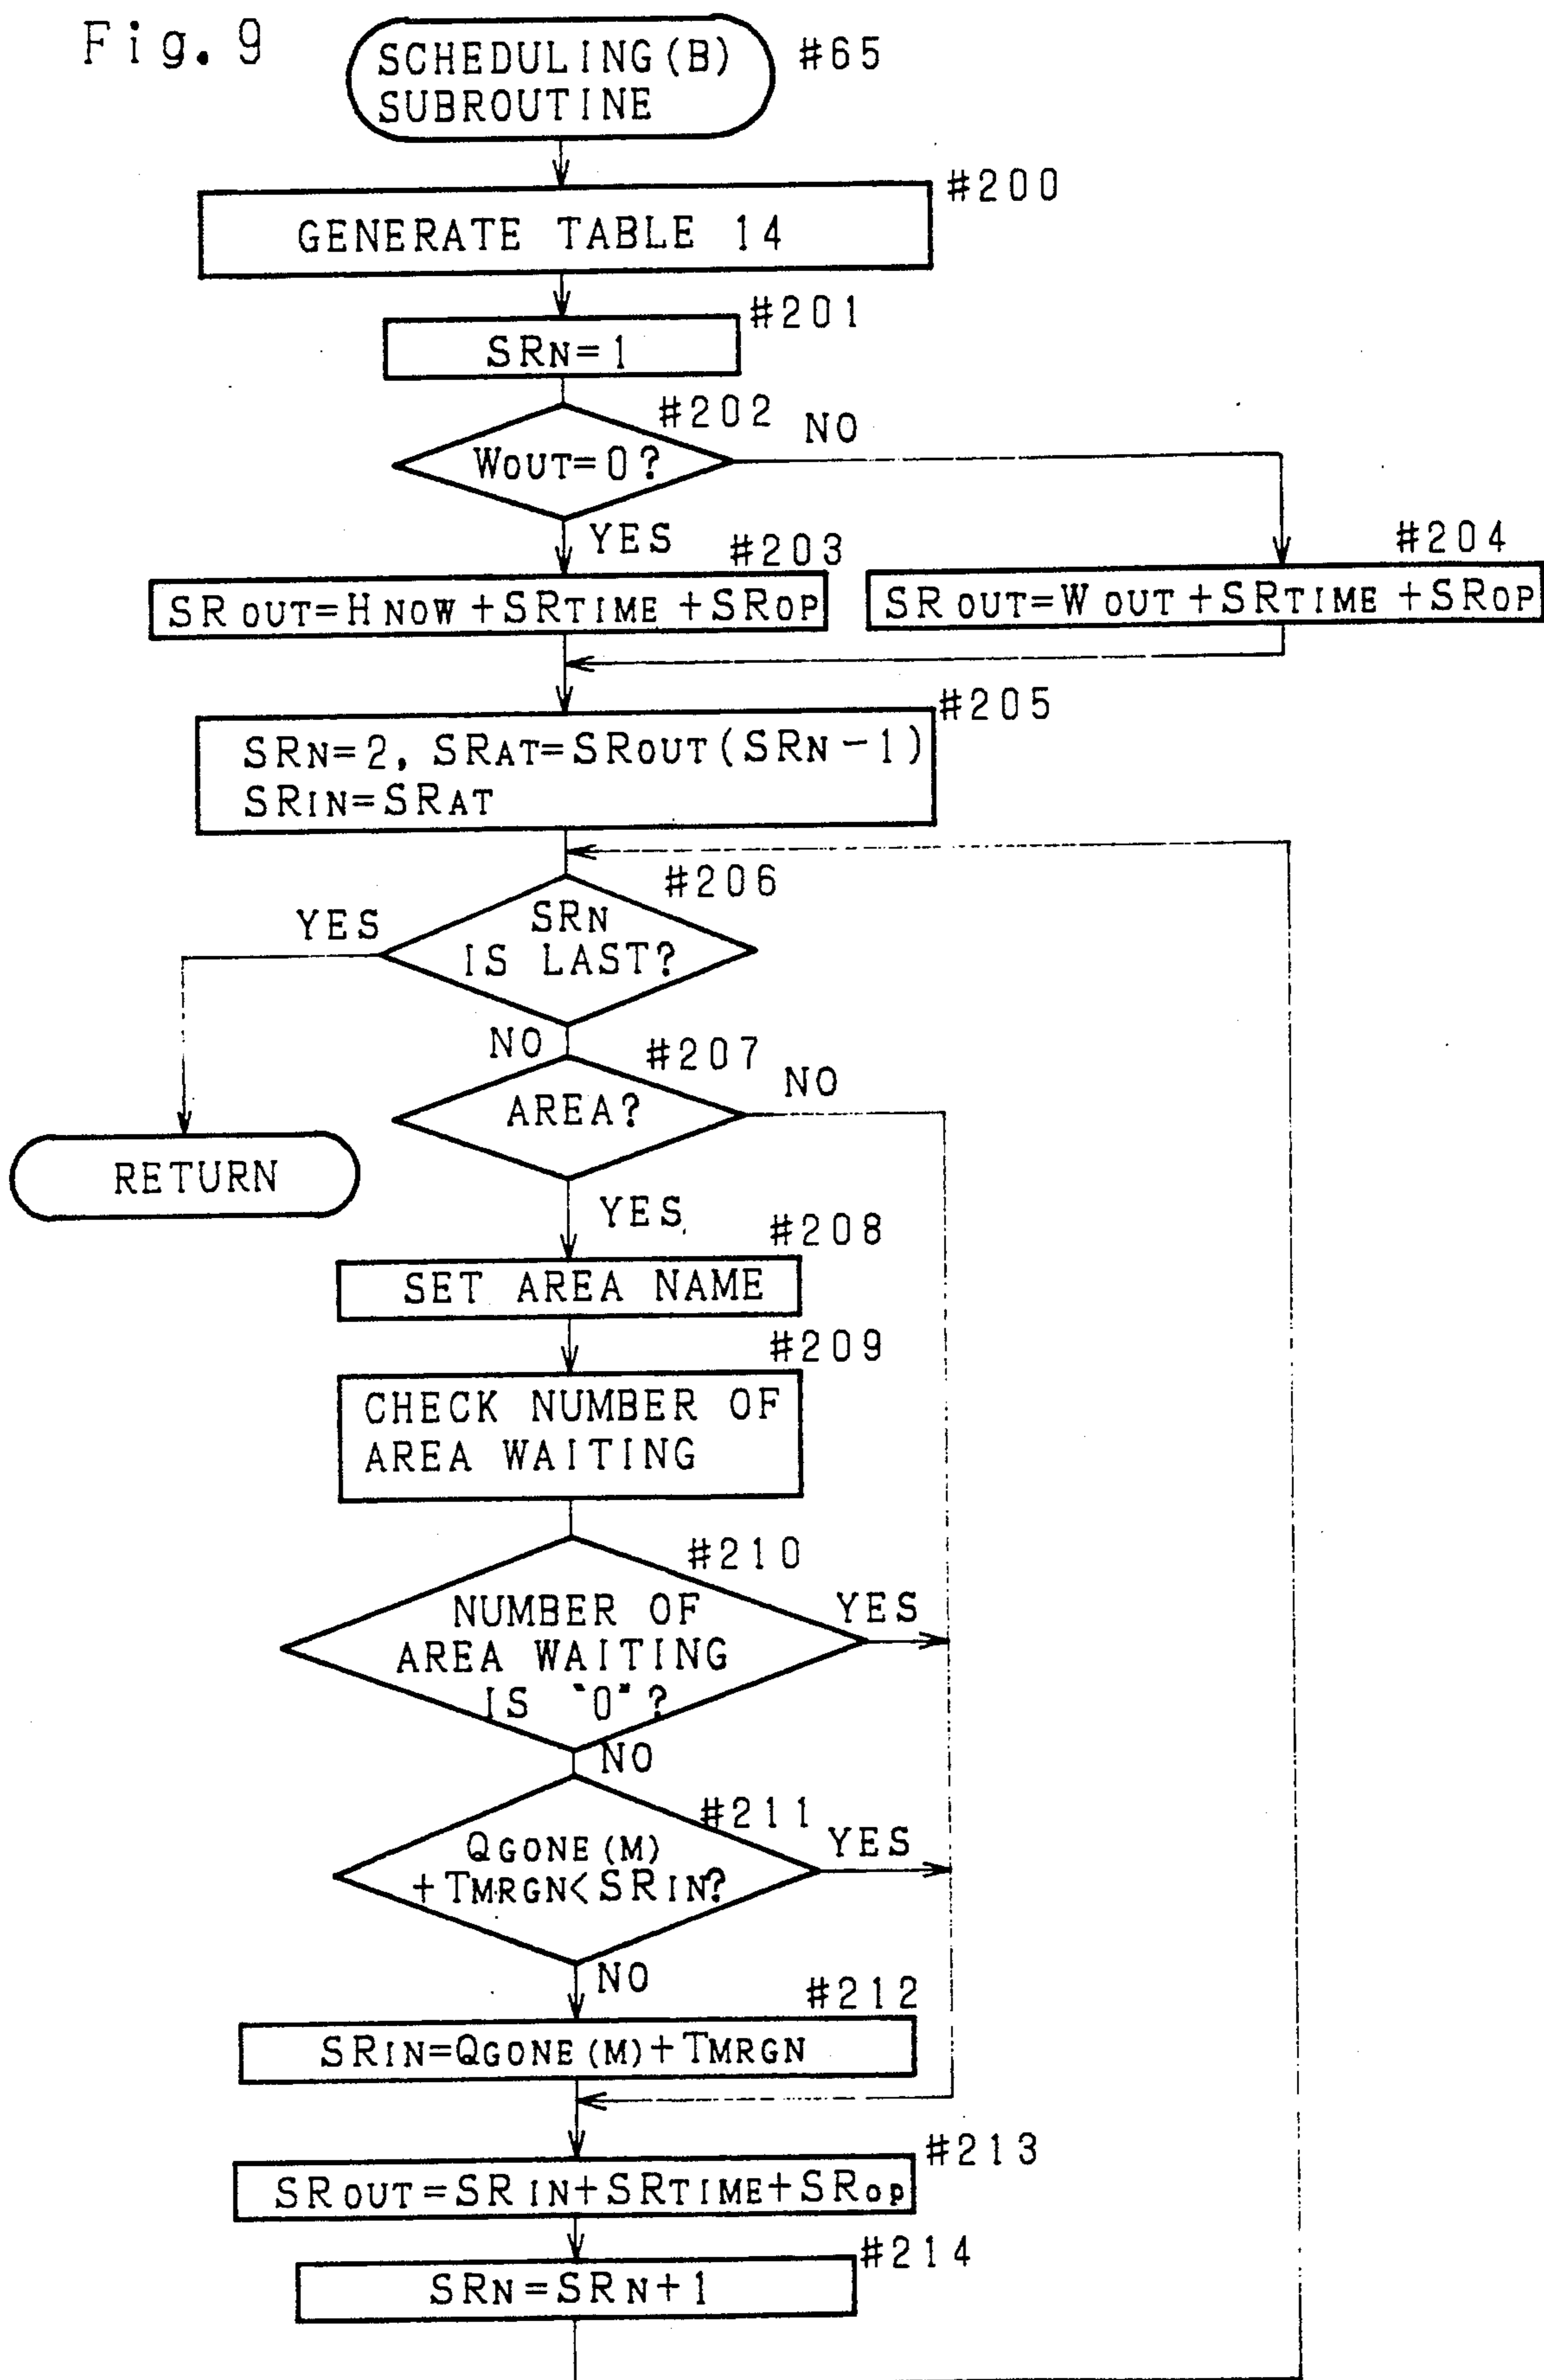 Fig. 9
SCHEDULING(B)
SUBROUTINE
#65
#200
GENERATE TABLE 14
#201
SRN=1
#202
NO
WOUT=0?
YES
#203
#204
SROUT=HNOW+SRTIME+SROP
SROUT=WOUT+SRTIME+SROP
#205
SRN=2, SRAT=SROUT(SRN-1)
SRIN=SRAT
#206
YES
SRN
IS LAST?
NO
#207
NO
AREA?
RETURN
YES
#208
SET AREA NAME
#209
CHECK NUMBER OF
AREA WAITING
#210
YES
NUMBER OF
AREA WAITING
IS "0"?
NO
#211
YES
QGONE(M)
+TMRGN<SRIN?
NO
#212
SRIN=QGONE(M)+TMRGN
#213
SROUT=SRIN+SRTIME+SROP
#214
SRN=SRN+1